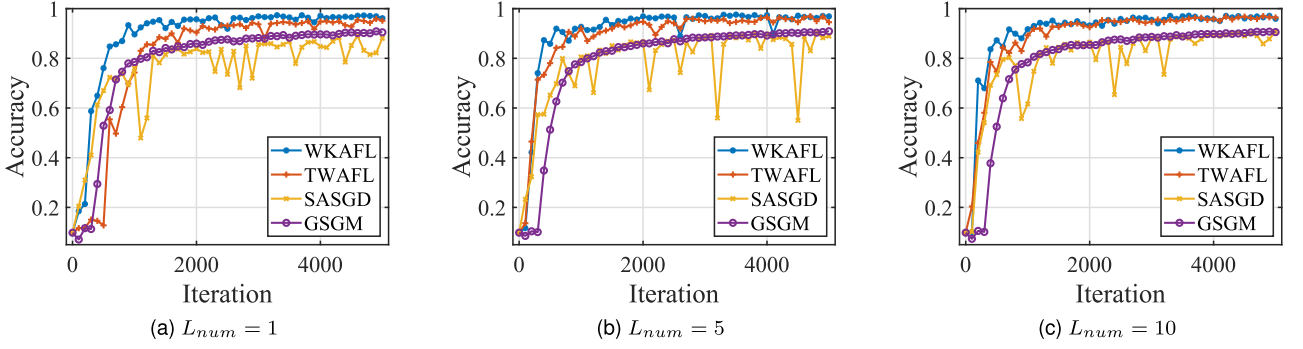 1
0.8
0.6
0.4
0.2
Accuracy
WKAFL
TWAFL
SASGD
GSGM
0 2000 4000
Iteration
(a) L_num = 1
1
0.8
0.6
0.4
0.2
Accuracy
WKAFL
TWAFL
SASGD
GSGM
0 2000 4000
Iteration
(b) L_num = 5
1
0.8
0.6
0.4
0.2
Accuracy
WKAFL
TWAFL
SASGD
GSGM
0 2000 4000
Iteration
(c) L_num = 10